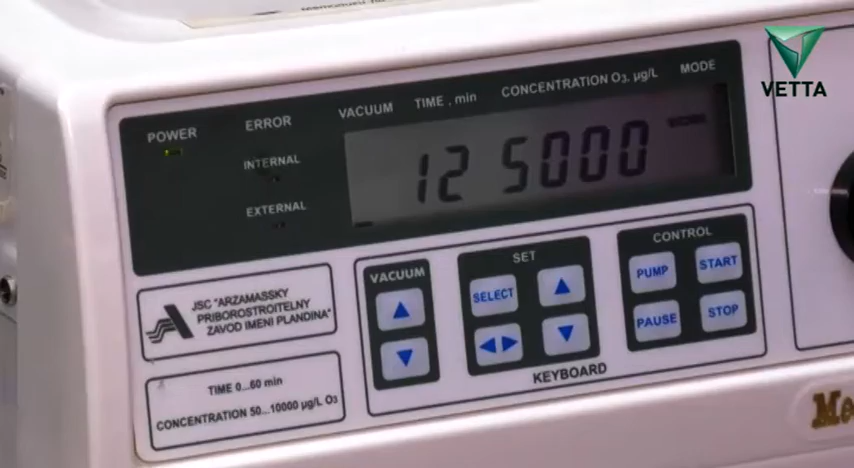 VETTA
POWER
ERROR
INTERNAL
EXTERNAL
VACUUM TIME , min CONCENTRATION O3, µg/L MODE
12 5000
JSC "ARZAMASSKY
PRIBOROSTROITELNY
ZAVOD IMENI PLANDINA"
TIME 0...60 min
CONCENTRATION 50...10000 µg/L O3
VACUUM
SET
SELECT
CONTROL
PUMP
START
PAUSE
STOP
KEYBOARD